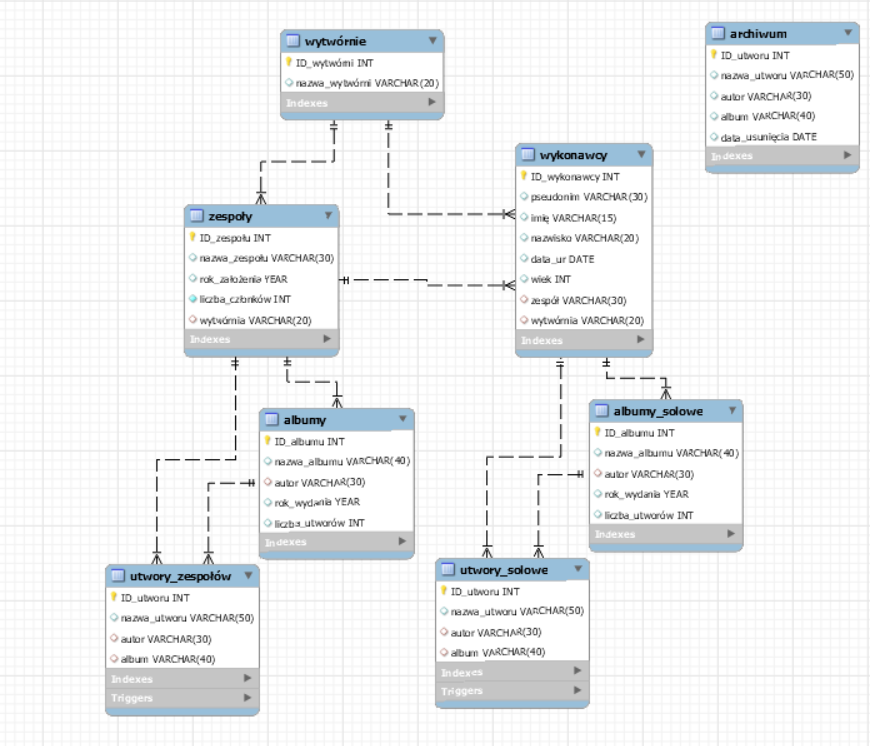 wytwórnie
ID_wytwórni INT
nazwa_wytwórni VARCHAR(20)
Indexes
archiwum
ID_utworu INT
nazwa_utworu VARCHAR(50)
autor VARCHAR(30)
album VARCHAR(40)
data_usunięcia DATE
Indexes
wykonawcy
ID_wykonawcy INT
pseudonim VARCHAR(30)
imię VARCHAR(15)
nazwisko VARCHAR(20)
data_ur DATE
wiek INT
zespół VARCHAR(30)
wytwórnia VARCHAR(20)
Indexes
zespoły
ID_zespołu INT
nazwa_zespołu VARCHAR(30)
rok_założenia YEAR
liczba_członków INT
wytwórnia VARCHAR(20)
Indexes
albumy
ID_albumu INT
nazwa_albumu VARCHAR(40)
autor VARCHAR(30)
rok_wydania YEAR
liczba_utworów INT
Indexes
albumy_solowe
ID_albumu INT
nazwa_albumu VARCHAR(40)
autor VARCHAR(30)
rok_wydania YEAR
liczba_utworów INT
Indexes
utwory_zespołów
ID_utworu INT
nazwa_utworu VARCHAR(50)
autor VARCHAR(30)
album VARCHAR(40)
Indexes
Triggers
utwory_solowe
ID_utworu INT
nazwa_utworu VARCHAR(50)
autor VARCHAR(30)
album VARCHAR(40)
Indexes
Triggers